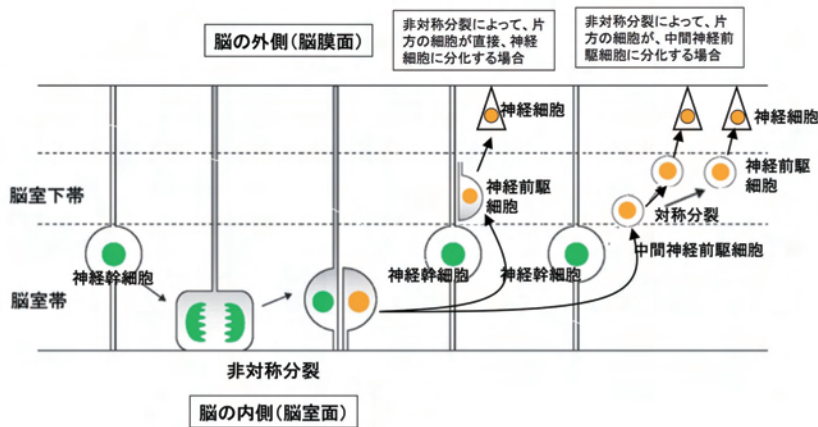 脳の外側（脳膜面）
非対称分裂によって、片
方の細胞が直接、神経
細胞に分化する場合
非対称分裂によって、片
方の細胞が、中間神経前
駆細胞に分化する場合
神経細胞
神経細胞
脳室下帯
神経前駆
細胞
神経前駆
細胞
対称分裂
中間神経前駆細胞
神経幹細胞
神経幹細胞
神経幹細胞
脳室帯
非対称分裂
脳の内側（脳室面）